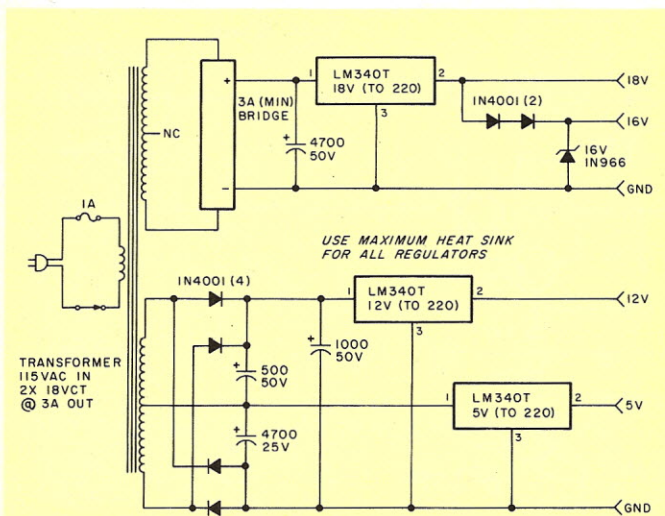 LM340T
18V (TO 220)
1
2
3
18V
+
-
3A (MIN)
BRIDGE
NC
+
4700
50V
1N4001 (2)
16V
16V
1N966
GND
1A
USE MAXIMUM HEAT SINK
FOR ALL REGULATORS
1N4001 (4)
LM340T
12V (TO 220)
1
2
3
12V
+
1000
50V
+
500
50V
TRANSFORMER
115VAC IN
2X 18VCT
@ 3A OUT
LM340T
5V (TO 220)
1
2
3
5V
+
4700
25V
GND